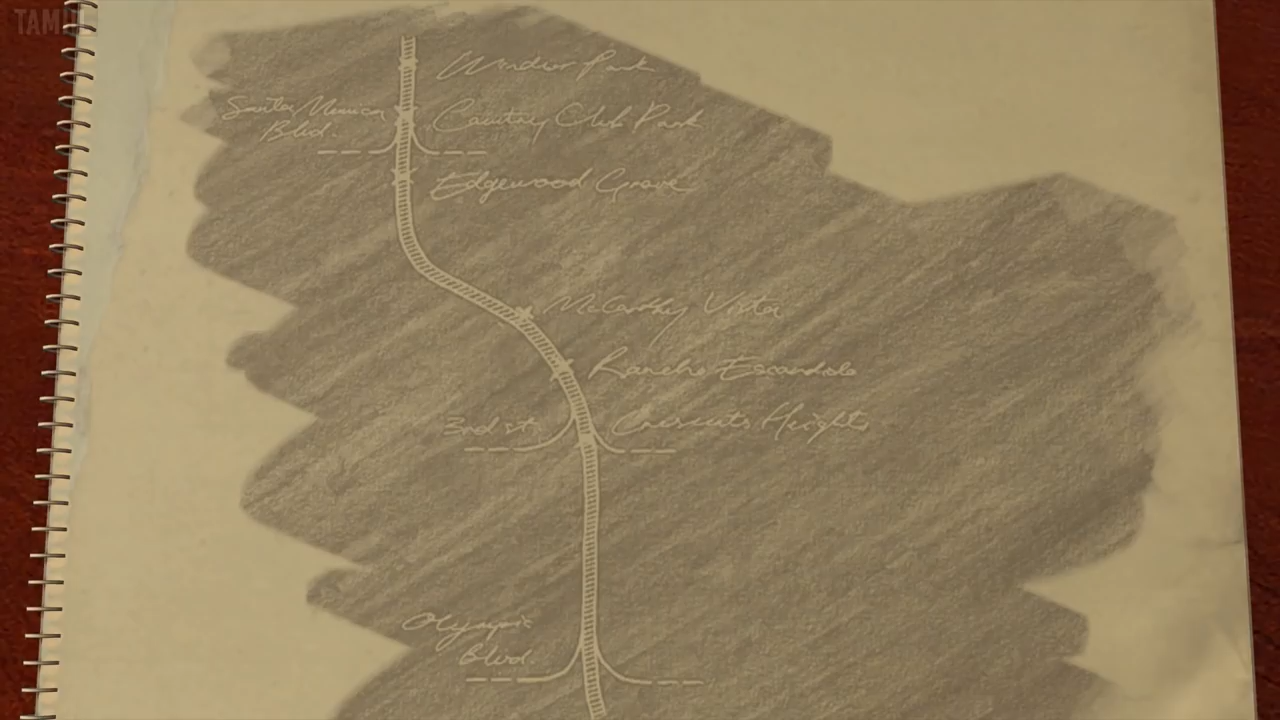 Windsor Park
Santa Monica
Blvd.
Country Club Park
Edgewood Grove
McCarthy Vista
Rancho Escondido
3rd st.
Crescents Heights
Olympic
Blvd.